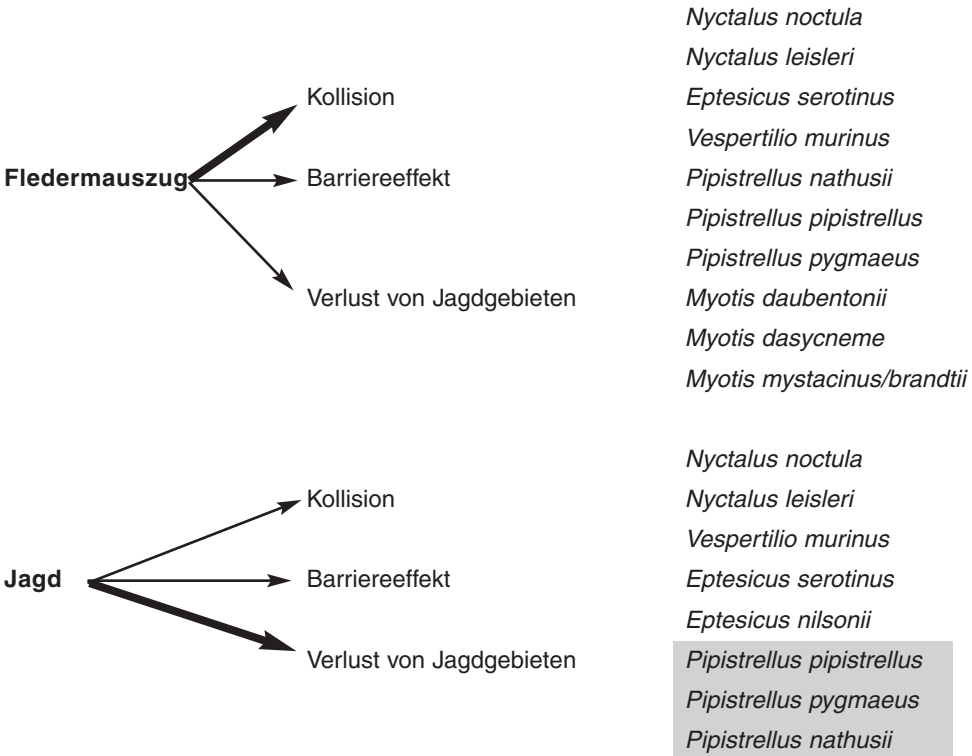 Nyctalus noctula
Nyctalus leisleri
Kollision Eptesicus serotinus
Vespertilio murinus
Fledermauszug Barriereeffekt Pipistrellus nathusii
Pipistrellus pipistrellus
Pipistrellus pygmaeus
Verlust von Jagdgebieten Myotis daubentonii
Myotis dasycneme
Myotis mystacinus/brandtii
Nyctalus noctula
Kollision Nyctalus leisleri
Vespertilio murinus
Jagd Barriereeffekt Eptesicus serotinus
Eptesicus nilsonii
Verlust von Jagdgebieten Pipistrellus pipistrellus
Pipistrellus pygmaeus
Pipistrellus nathusii